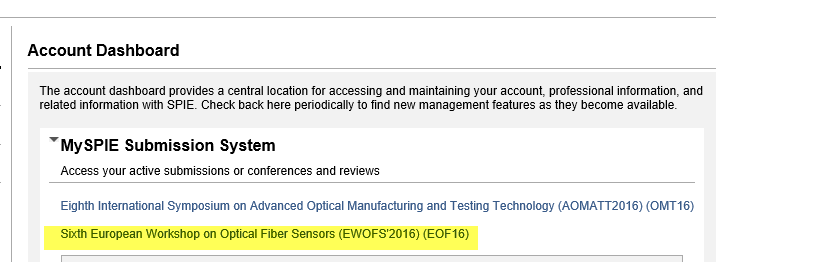 Account Dashboard
The account dashboard provides a central location for accessing and maintaining your account, professional information, and
related information with SPIE. Check back here periodically to find new management features as they become available.
MySPIE Submission System
Access your active submissions or conferences and reviews
Eighth International Symposium on Advanced Optical Manufacturing and Testing Technology (AOMATT2016) (OMT16)
Sixth European Workshop on Optical Fiber Sensors (EWOFS'2016) (EOF16)